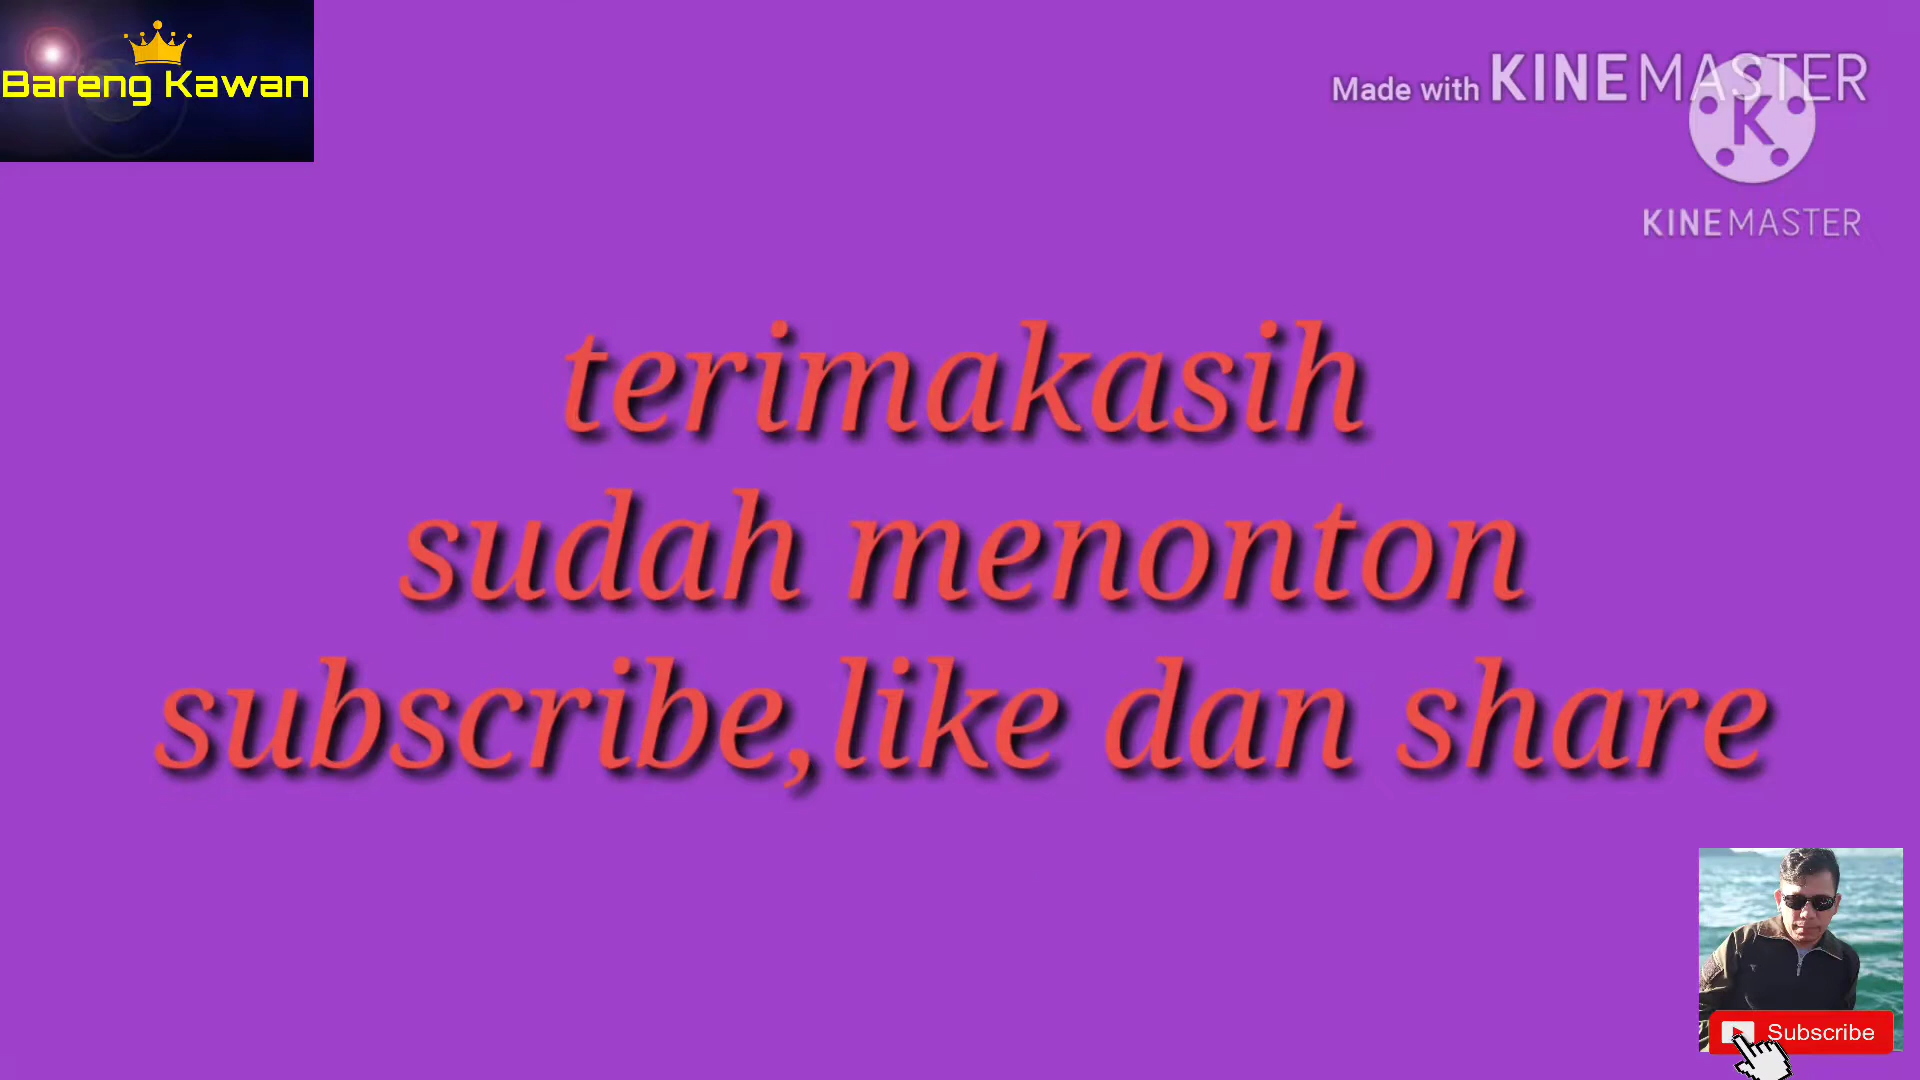 Bareng Kawan
Made with KINEMASTER
K
KINEMASTER
terimakasih
sudah menonton
subscribe,like dan share
Subscribe